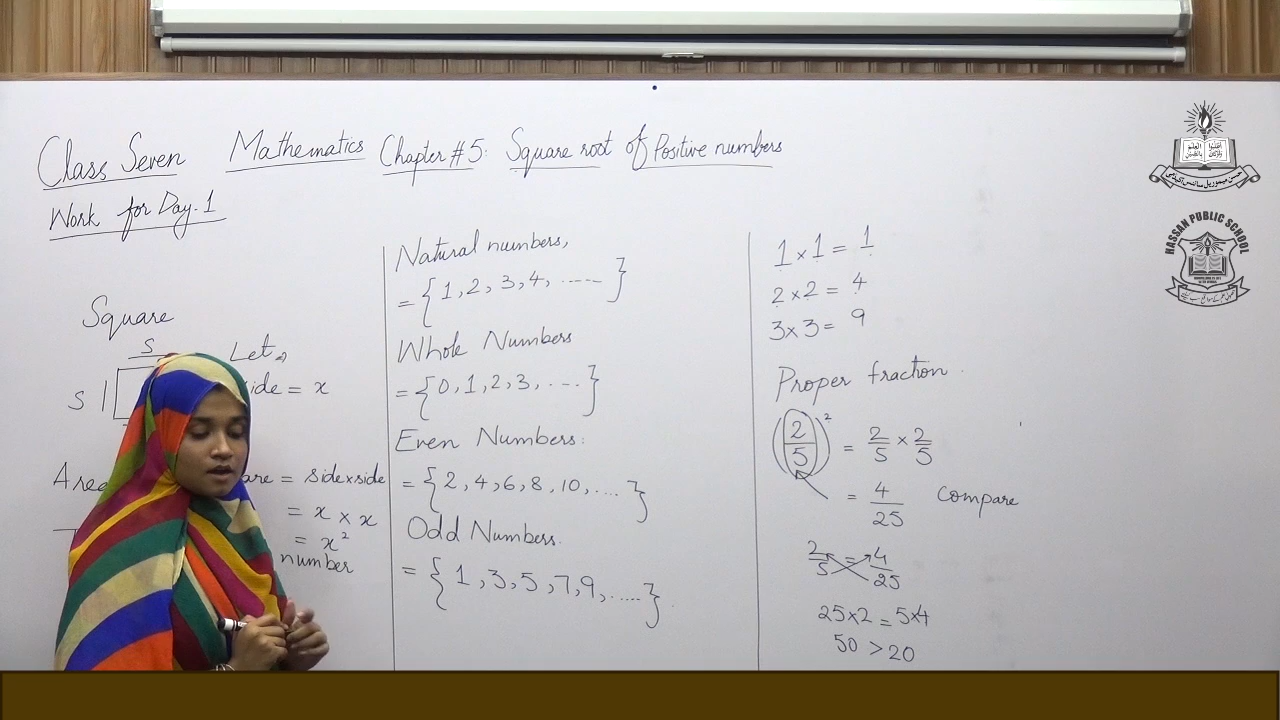 Class Seven Mathematics Chapter # 5: Square root of Positive numbers
Work for Day.1
Square
S
S
Let,
ide = x
Area
are = side×side
= x × x
= x²
number
Natural numbers,
= { 1, 2, 3, 4, ...... }
Whole Numbers
= { 0, 1, 2, 3, .... }
Even Numbers:
= { 2, 4, 6, 8, 10, .... }
Odd Numbers.
= { 1, 3, 5, 7, 9, ..... }
1 × 1 = 1
2 × 2 = 4
3 × 3 = 9
Proper fraction.
(2/5)² = 2/5 × 2/5
= 4/25 Compare
2/5 = 4/25
25×2 = 5×4
50 > 20
HASSAN PUBLIC SCHOOL